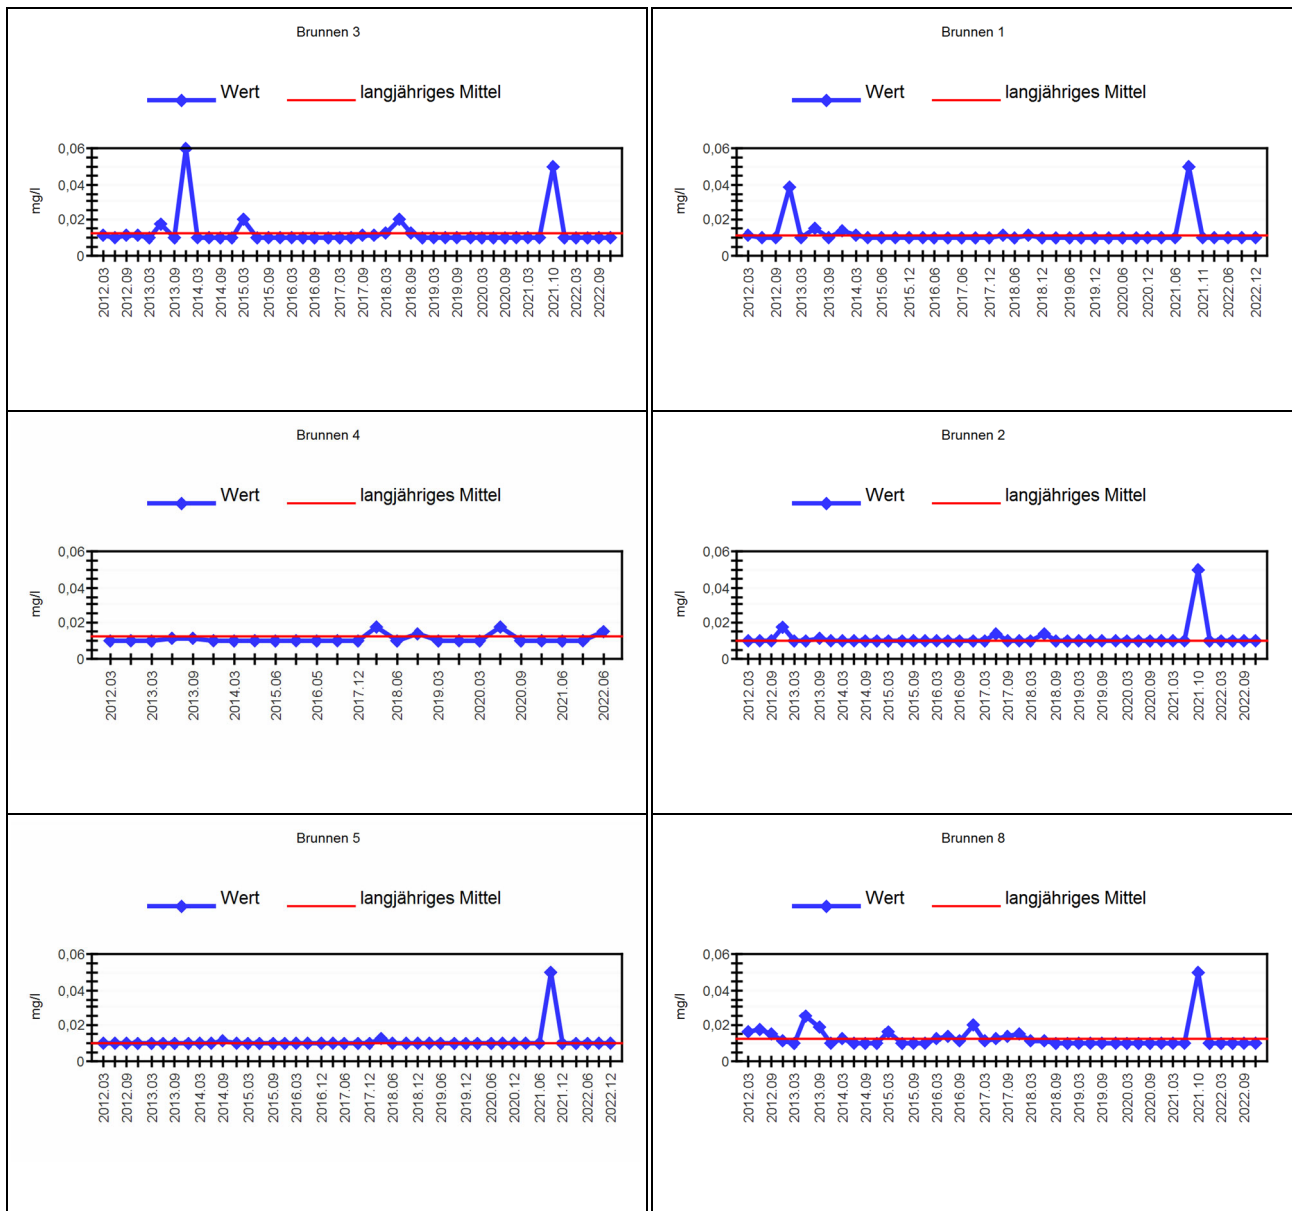 Brunnen 3
Wert langjähriges Mittel
0,06
0,04
0,02
0
mg/l
2012.03 2012.09 2013.03 2013.09 2014.03 2014.09 2015.03 2015.09 2016.03 2016.09 2017.03 2017.09 2018.03 2018.09 2019.03 2019.09 2020.03 2020.09 2021.03 2021.10 2022.03 2022.09
Brunnen 1
Wert langjähriges Mittel
0,06
0,04
0,02
0
mg/l
2012.03 2012.09 2013.03 2013.09 2014.03 2015.06 2015.12 2016.06 2017.06 2017.12 2018.06 2018.12 2019.06 2019.12 2020.06 2020.12 2021.06 2021.11 2022.06 2022.12
Brunnen 4
Wert langjähriges Mittel
0,06
0,04
0,02
0
mg/l
2012.03 2013.03 2013.09 2014.03 2015.06 2016.05 2017.12 2018.06 2019.03 2020.03 2020.09 2021.06 2022.06
Brunnen 2
Wert langjähriges Mittel
0,06
0,04
0,02
0
mg/l
2012.03 2012.09 2013.03 2013.09 2014.03 2014.09 2015.03 2015.09 2016.03 2016.09 2017.03 2017.09 2018.03 2018.09 2019.03 2019.09 2020.03 2020.09 2021.03 2021.10 2022.03 2022.09
Brunnen 5
Wert langjähriges Mittel
0,06
0,04
0,02
0
mg/l
2012.03 2012.09 2013.03 2013.09 2014.03 2014.09 2015.03 2015.09 2016.03 2016.12 2017.06 2017.12 2018.06 2018.12 2019.06 2019.12 2020.06 2020.12 2021.06 2021.12 2022.06 2022.12
Brunnen 8
Wert langjähriges Mittel
0,06
0,04
0,02
0
mg/l
2012.03 2012.09 2013.03 2013.09 2014.03 2014.09 2015.03 2015.09 2016.03 2016.09 2017.03 2017.09 2018.03 2018.09 2019.03 2019.09 2020.03 2020.09 2021.03 2021.10 2022.03 2022.09